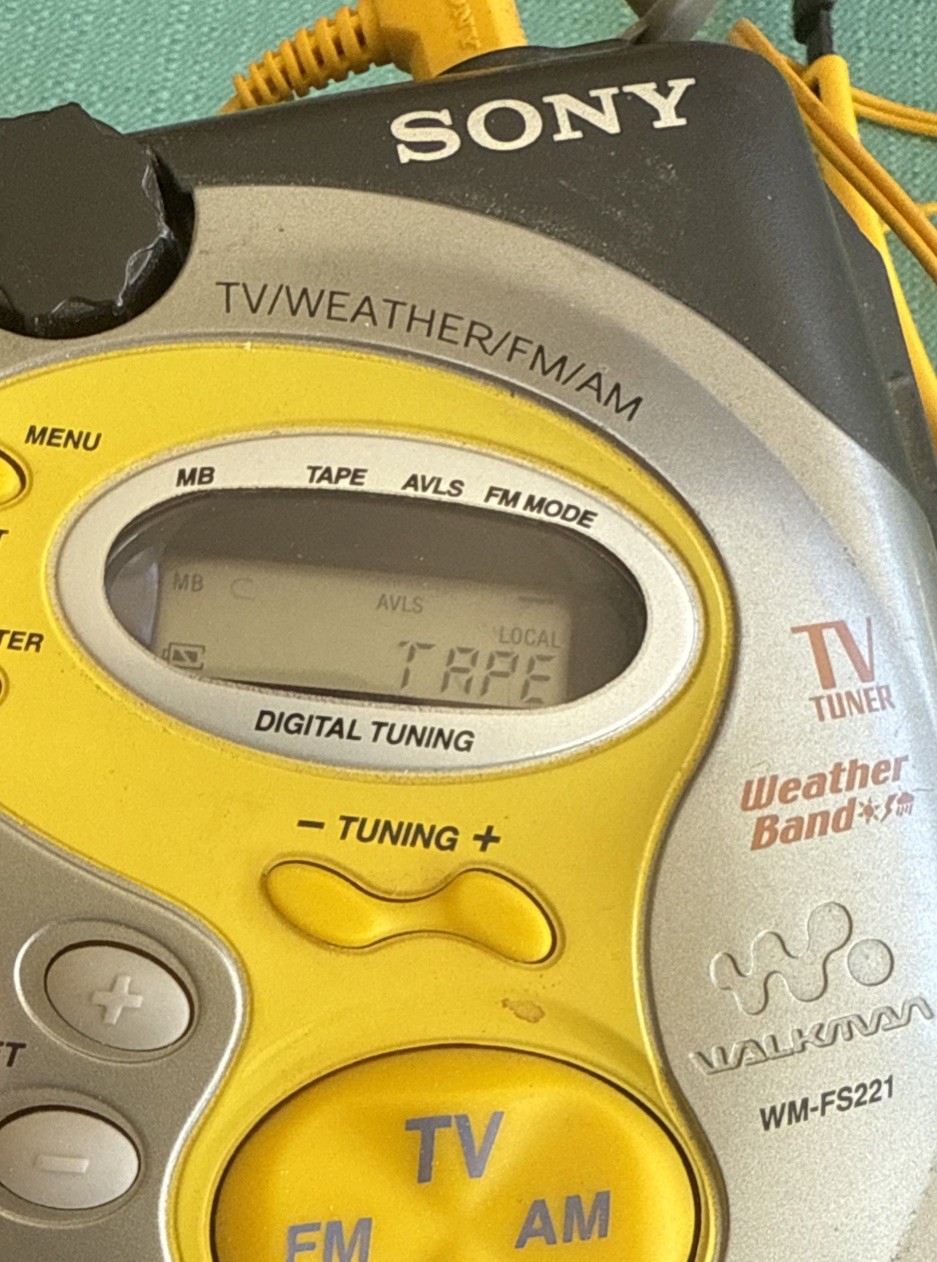 SONY
SONY
TV/WEATHER/FM/AM
MENU
MB TAPE AVLS FM MODE
MB
AVLS
LOCAL
TAPE
DIGITAL TUNING
TV
TUNER
Weather
Band
- TUNING +
+
WALKMAN
WM-FS221
-
TV
FM AM